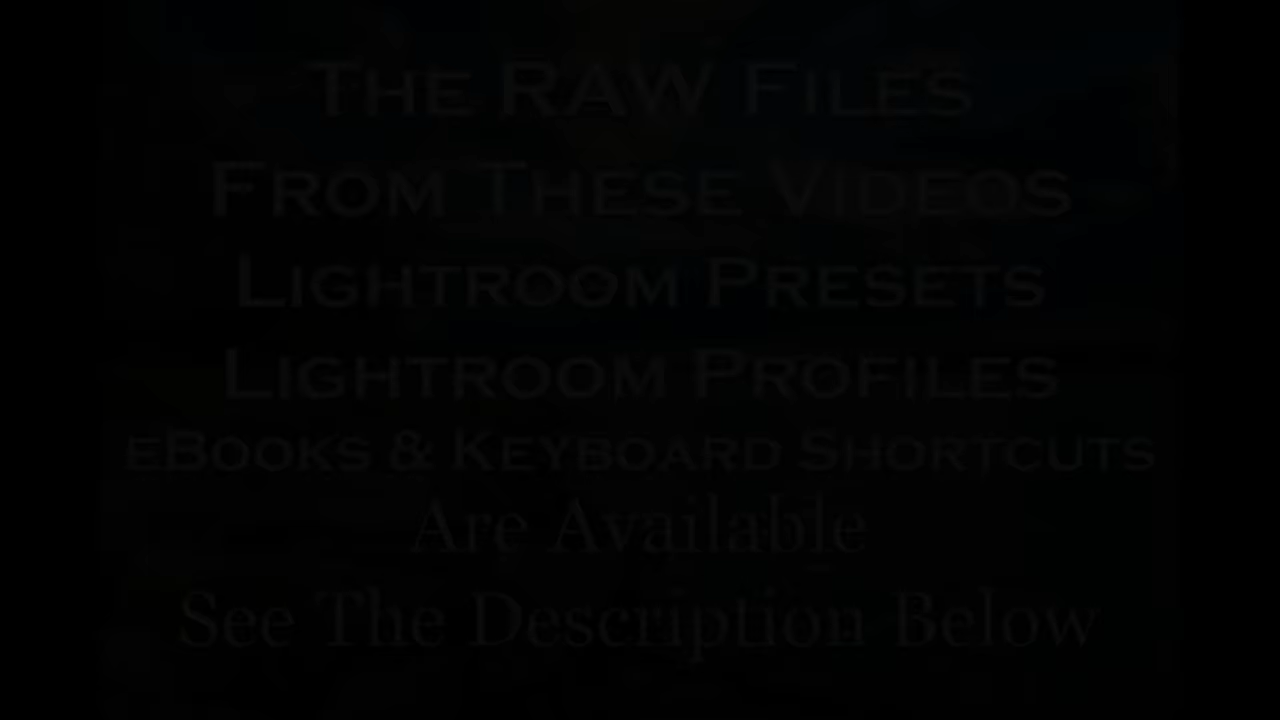 The RAW Files
From These Videos
Lightroom Presets
Lightroom Profiles
eBooks & Keyboard Shortcuts
Are Available
See The Description Below